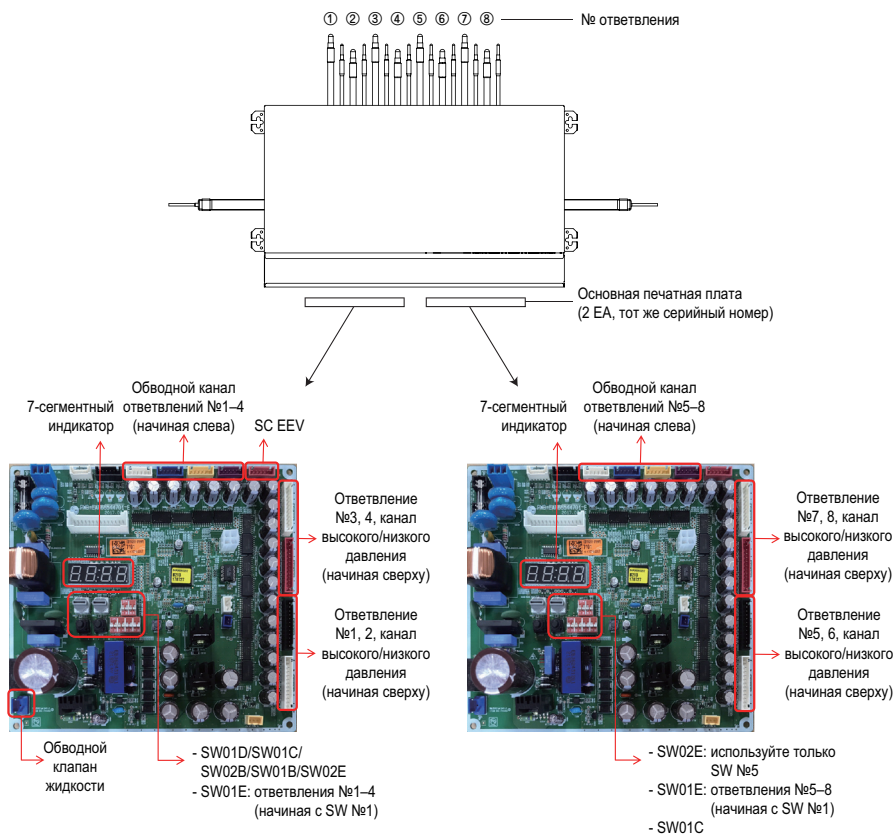 ① ② ③ ④ ⑤ ⑥ ⑦ ⑧
№ ответвления
Основная печатная плата
(2 EA, тот же серийный номер)
7-сегментный
индикатор
Обводной канал
ответвлений №1–4
(начиная слева)
SC EEV
Ответвление
№3, 4, канал
высокого/низкого
давления
(начиная сверху)
Ответвление
№1, 2, канал
высокого/низкого
давления
(начиная сверху)
Обводной
клапан
жидкости
- SW01D/SW01C/
SW02B/SW01B/SW02E
- SW01E: ответвления №1–4
(начиная с SW №1)
7-сегментный
индикатор
Обводной канал
ответвлений №5–8
(начиная слева)
Ответвление
№7, 8, канал
высокого/низкого
давления
(начиная сверху)
Ответвление
№5, 6, канал
высокого/низкого
давления
(начиная сверху)
- SW02E: используйте только
SW №5
- SW01E: ответвления №5–8
(начиная с SW №1)
- SW01C